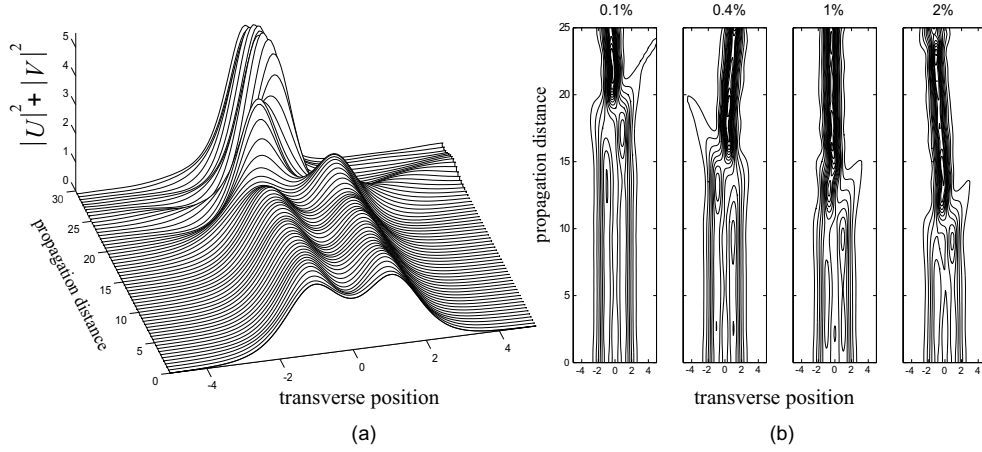 |U|² + |V|²
5
4
3
2
1
0
30
25
20
15
10
5
0
propagation distance
-4
-2
0
2
4
transverse position
(a)
0.1% 0.4% 1% 2%
propagation distance
25
20
15
10
5
0
-4 -2 0 2 4 -4 -2 0 2 4 -4 -2 0 2 4 -4 -2 0 2 4
transverse position
(b)